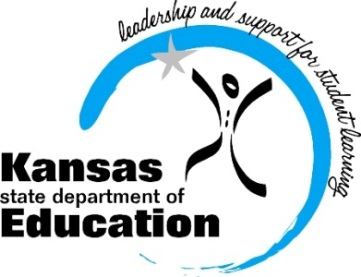 leadership and support for student learning
Kansas
state department of
Education